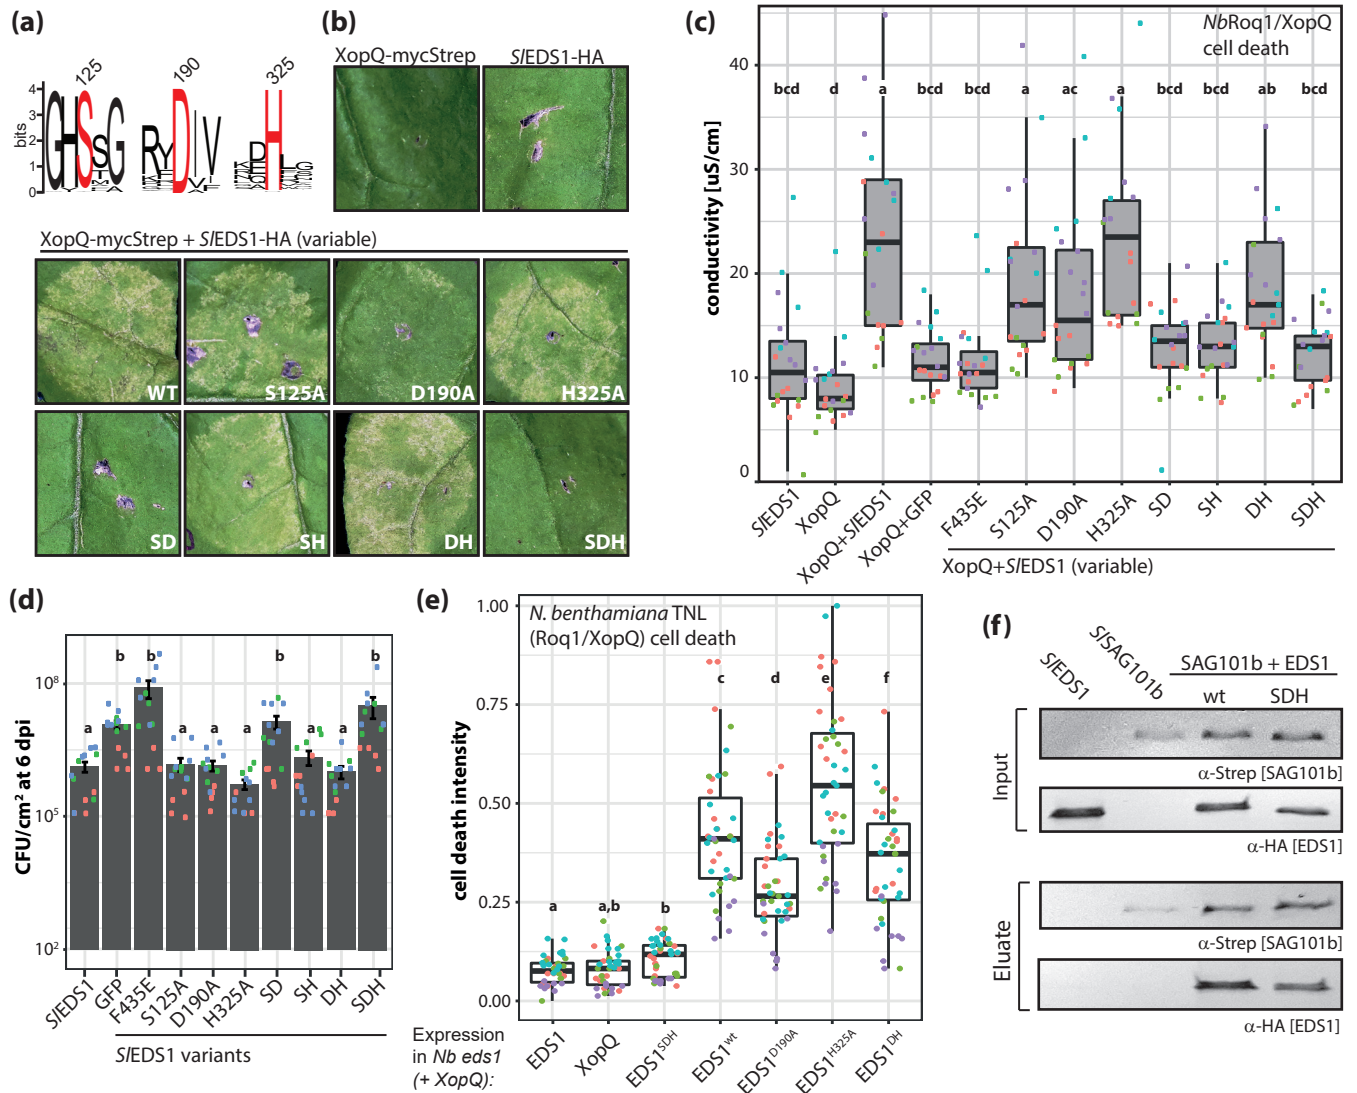 (a)
125
190
325
bits
4
3
2
1
0
GHSSG
RYDIV
DHLG
(b)
XopQ-mycStrep
SlEDS1-HA
XopQ-mycStrep + SlEDS1-HA (variable)
WT
S125A
D190A
H325A
SD
SH
DH
SDH
(c)
NbRoq1/XopQ
cell death
conductivity [uS/cm]
40
30
20
10
0
bcd
d
a
bcd
bcd
a
ac
a
bcd
bcd
ab
bcd
SlEDS1
XopQ
XopQ+SlEDS1
XopQ+GFP
F435E
S125A
D190A
H325A
SD
SH
DH
SDH
XopQ+SlEDS1 (variable)
(d)
CFU/cm² at 6 dpi
10⁸
10⁵
10²
a
b
b
a
a
a
b
a
a
b
SlEDS1
GFP
F435E
S125A
D190A
H325A
SD
SH
DH
SDH
SlEDS1 variants
(e)
N. benthamiana TNL
(Roq1/XopQ) cell death
cell death intensity
1.00
0.75
0.50
0.25
0.00
a
a,b
b
c
d
e
f
Expression
in Nb eds1
(+ XopQ):
EDS1
XopQ
EDS1ˢᴰᴴ
EDS1ʷᵗ
EDS1ᴰ¹⁹⁰ᴬ
EDS1ᴴ³²⁵ᴬ
EDS1ᴰᴴ
(f)
SlEDS1
SlSAG101b
SAG101b + EDS1
wt
SDH
Input
α-Strep [SAG101b]
α-HA [EDS1]
Eluate
α-Strep [SAG101b]
α-HA [EDS1]